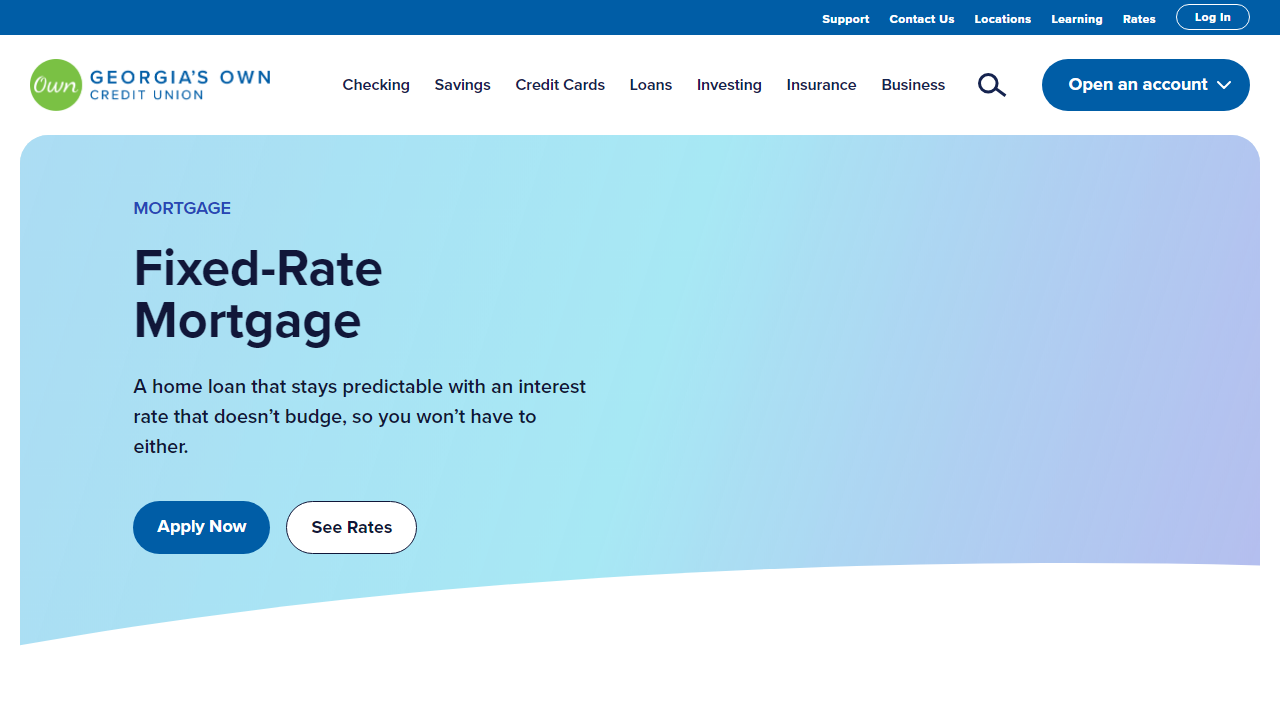 Support Contact Us Locations Learning Rates Log In
Own GEORGIA'S OWN
CREDIT UNION
Checking Savings Credit Cards Loans Investing Insurance Business Open an account
MORTGAGE
Fixed-Rate
Mortgage
A home loan that stays predictable with an interest
rate that doesn’t budge, so you won’t have to
either.
Apply Now See Rates